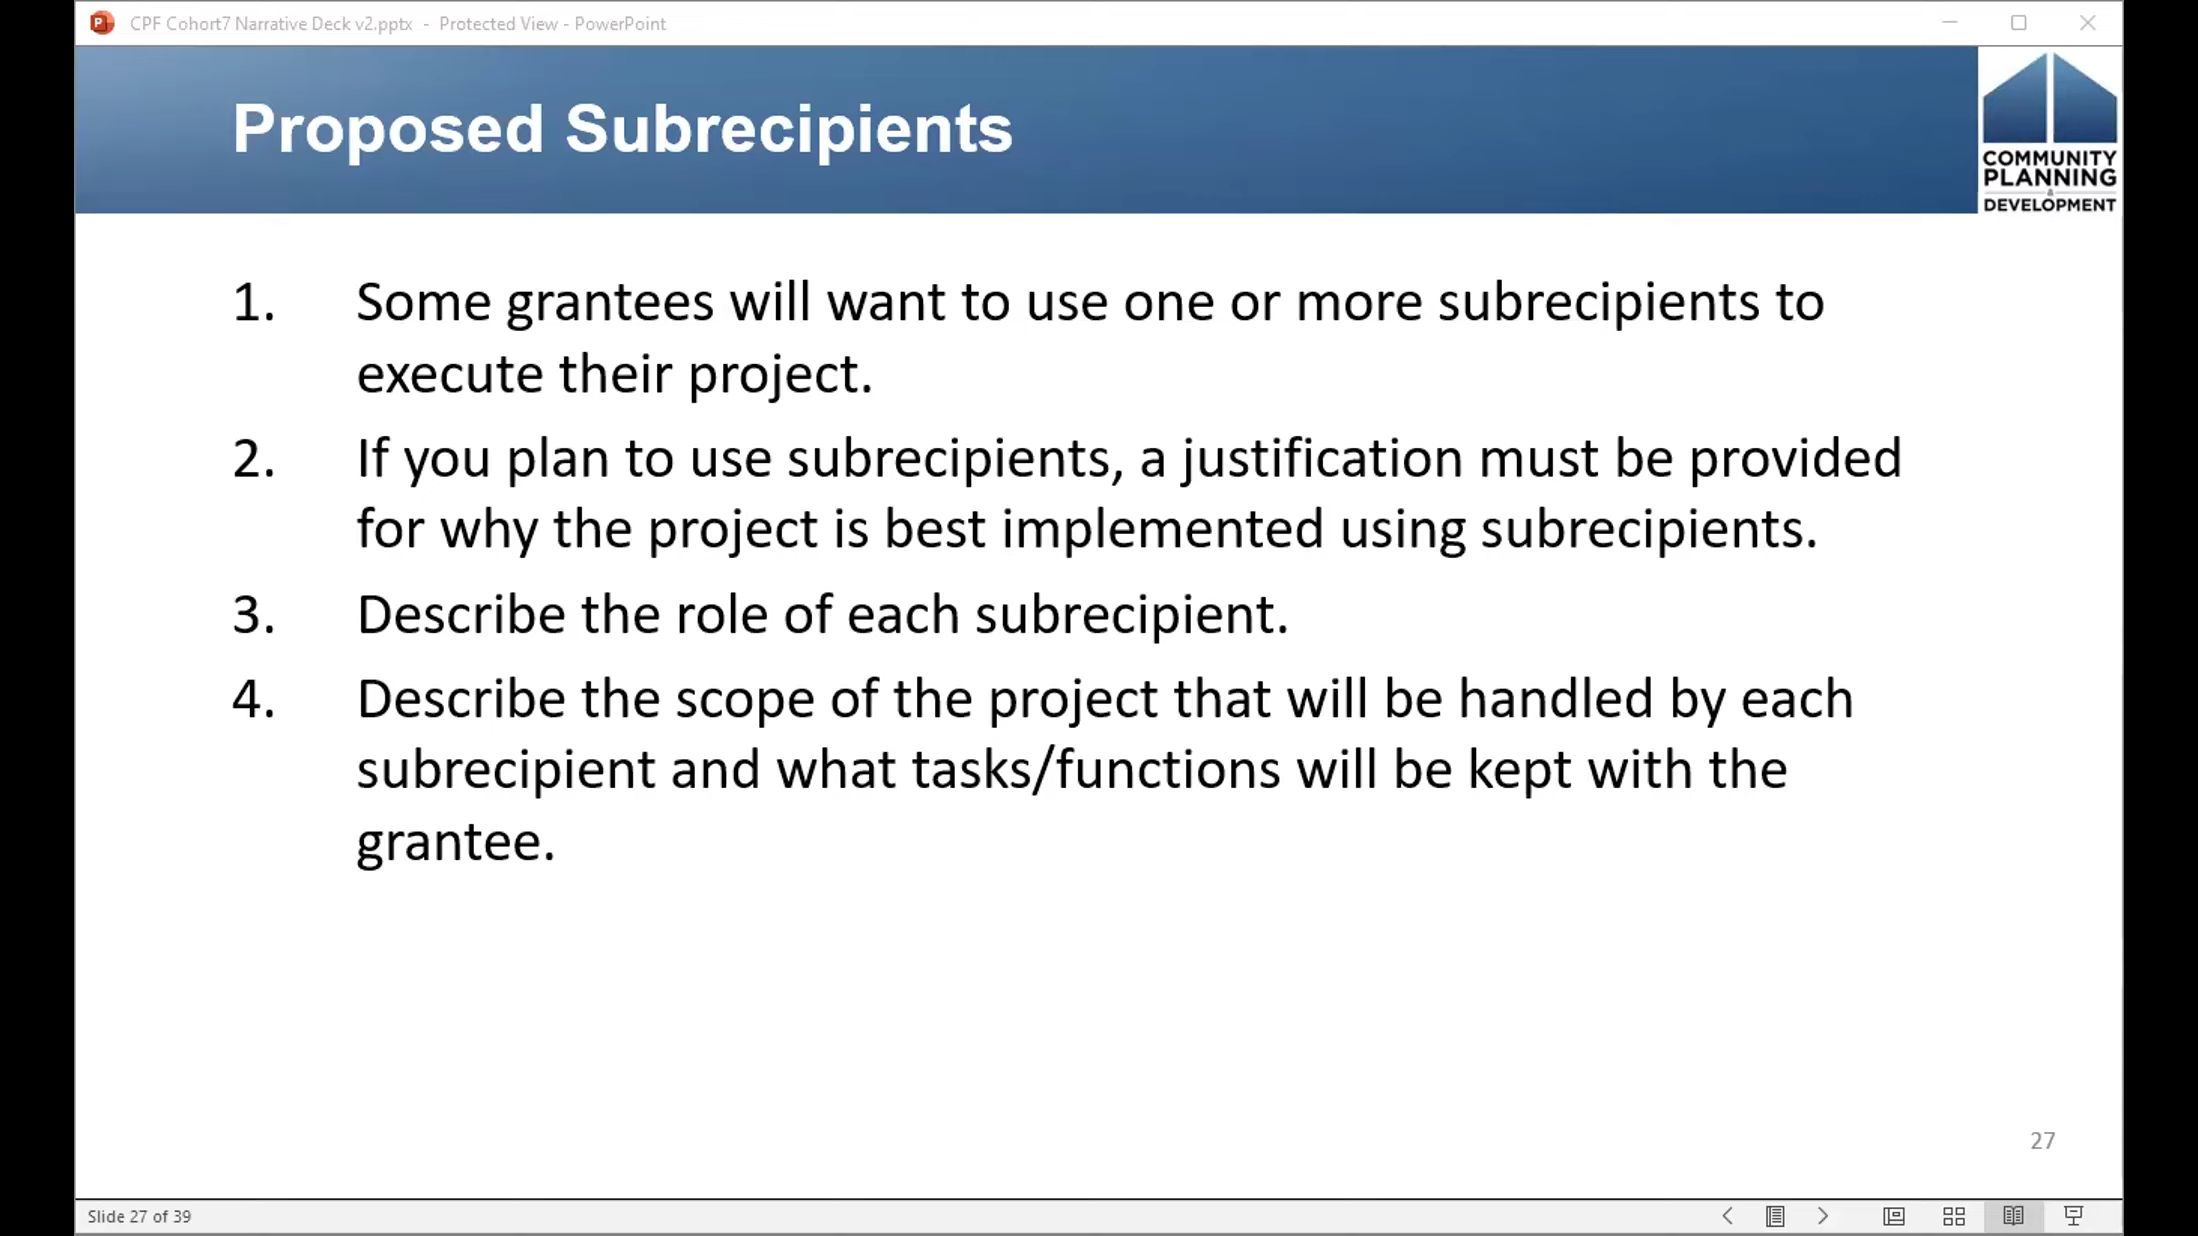 CPF Cohort7 Narrative Deck v2.pptx - Protected View - PowerPoint
Proposed Subrecipients
COMMUNITY
PLANNING
&
DEVELOPMENT
1. Some grantees will want to use one or more subrecipients to
execute their project.
2. If you plan to use subrecipients, a justification must be provided
for why the project is best implemented using subrecipients.
3. Describe the role of each subrecipient.
4. Describe the scope of the project that will be handled by each
subrecipient and what tasks/functions will be kept with the
grantee.
27
Slide 27 of 39